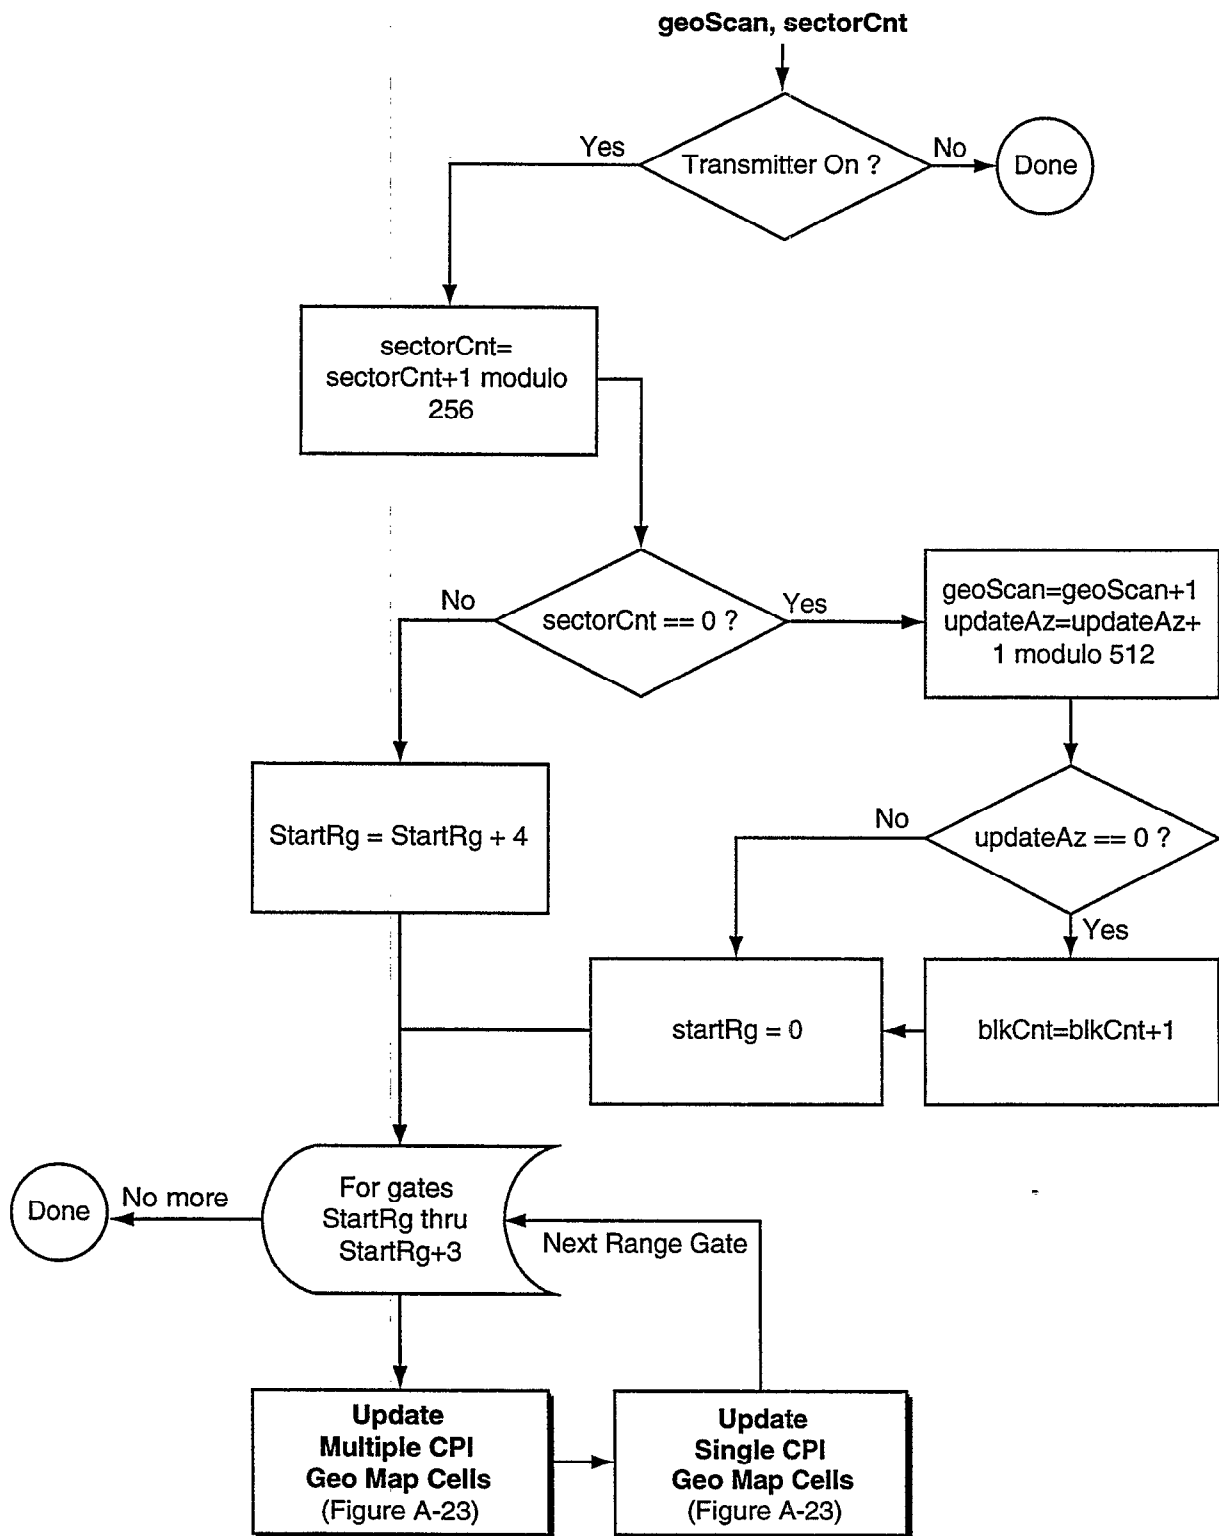 geoScan, sectorCnt
Yes
Transmitter On ?
No
Done
sectorCnt=
sectorCnt+1 modulo
256
No
sectorCnt == 0 ?
Yes
geoScan=geoScan+1
updateAz=updateAz+
1 modulo 512
StartRg = StartRg + 4
No
updateAz == 0 ?
Yes
startRg = 0
blkCnt=blkCnt+1
Done
No more
For gates
StartRg thru
StartRg+3
Next Range Gate
Update
Multiple CPI
Geo Map Cells
(Figure A-23)
Update
Single CPI
Geo Map Cells
(Figure A-23)